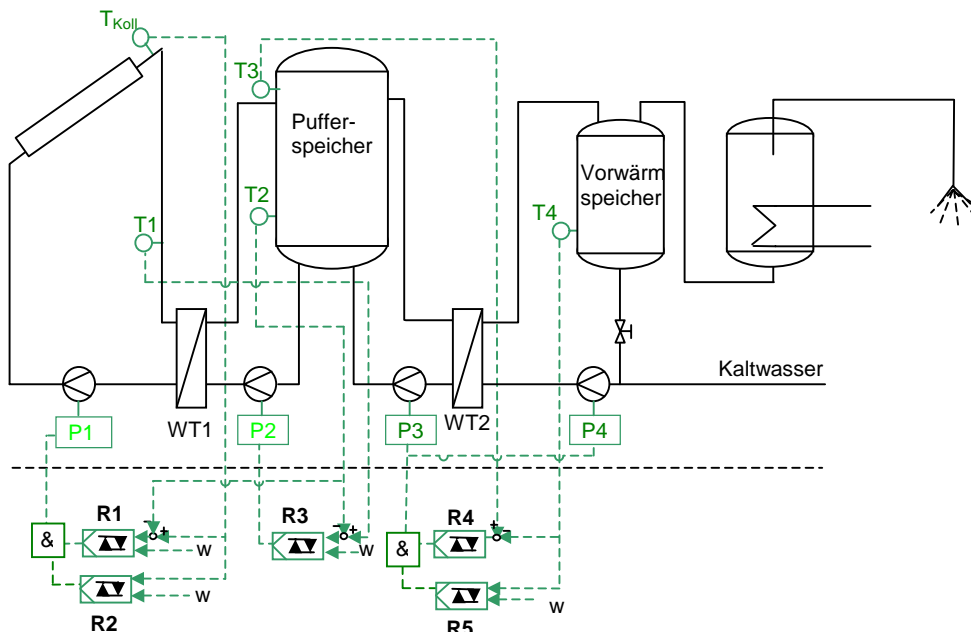 TKoll
T3
Puffer-
speicher
T2
T1
Vorwärm
speicher
T4
Kaltwasser
WT1
WT2
P1
P2
P3
P4
R1
R3
R4
- +
- +
+ -
&
w
w
&
w
w
R2
R5